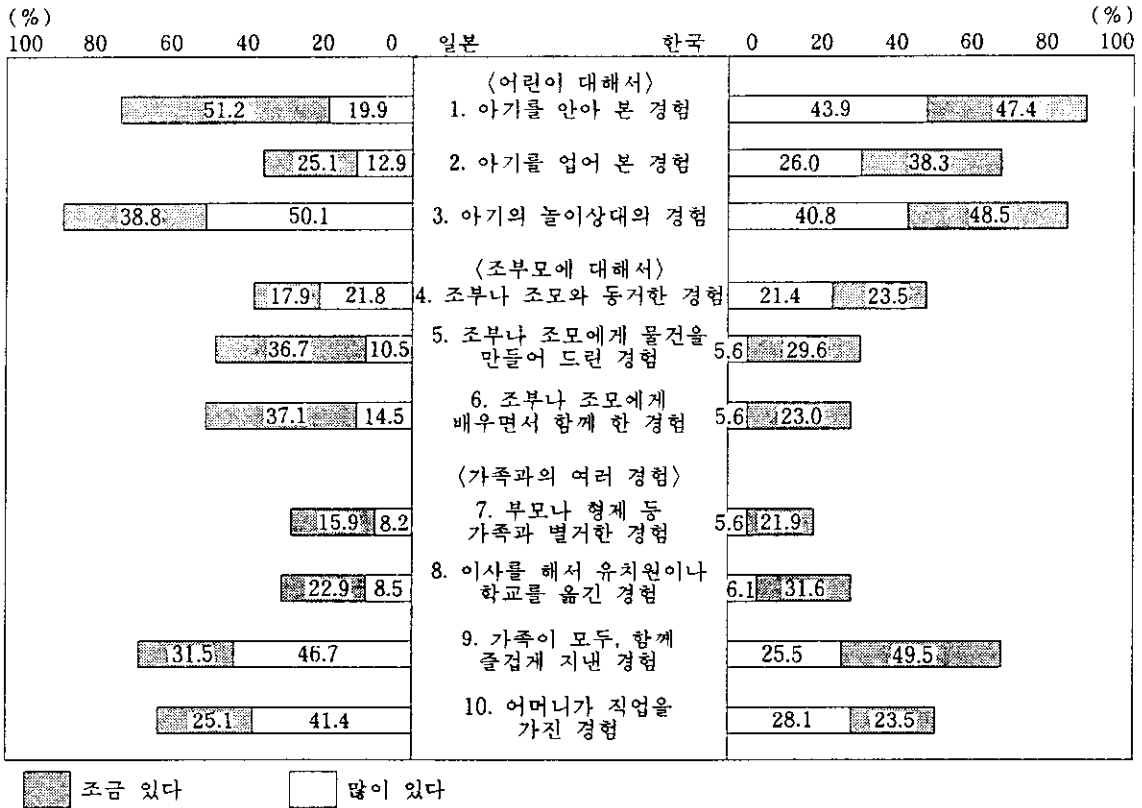 (%) (%)
100 80 60 40 20 0 일본 한국 0 20 40 60 80 100
〈어린이 대해서〉
51.2 19.9 1. 아기를 안아 본 경험 43.9 47.4
25.1 12.9 2. 아기를 업어 본 경험 26.0 38.3
38.8 50.1 3. 아기의 놀이상대의 경험 40.8 48.5
〈조부모에 대해서〉
17.9 21.8 4. 조부나 조모와 동거한 경험 21.4 23.5
36.7 10.5 5. 조부나 조모에게 물건을 5.6 29.6
만들어 드린 경험
37.1 14.5 6. 조부나 조모에게 5.6 23.0
배우면서 함께 한 경험
〈가족과의 여러 경험〉
15.9 8.2 7. 부모나 형제 등 5.6 21.9
가족과 별거한 경험
22.9 8.5 8. 이사를 해서 유치원이나 6.1 31.6
학교를 옮긴 경험
31.5 46.7 9. 가족이 모두, 함께 25.5 49.5
즐겁게 지낸 경험
25.1 41.4 10. 어머니가 직업을 28.1 23.5
가진 경험
조금 있다 많이 있다